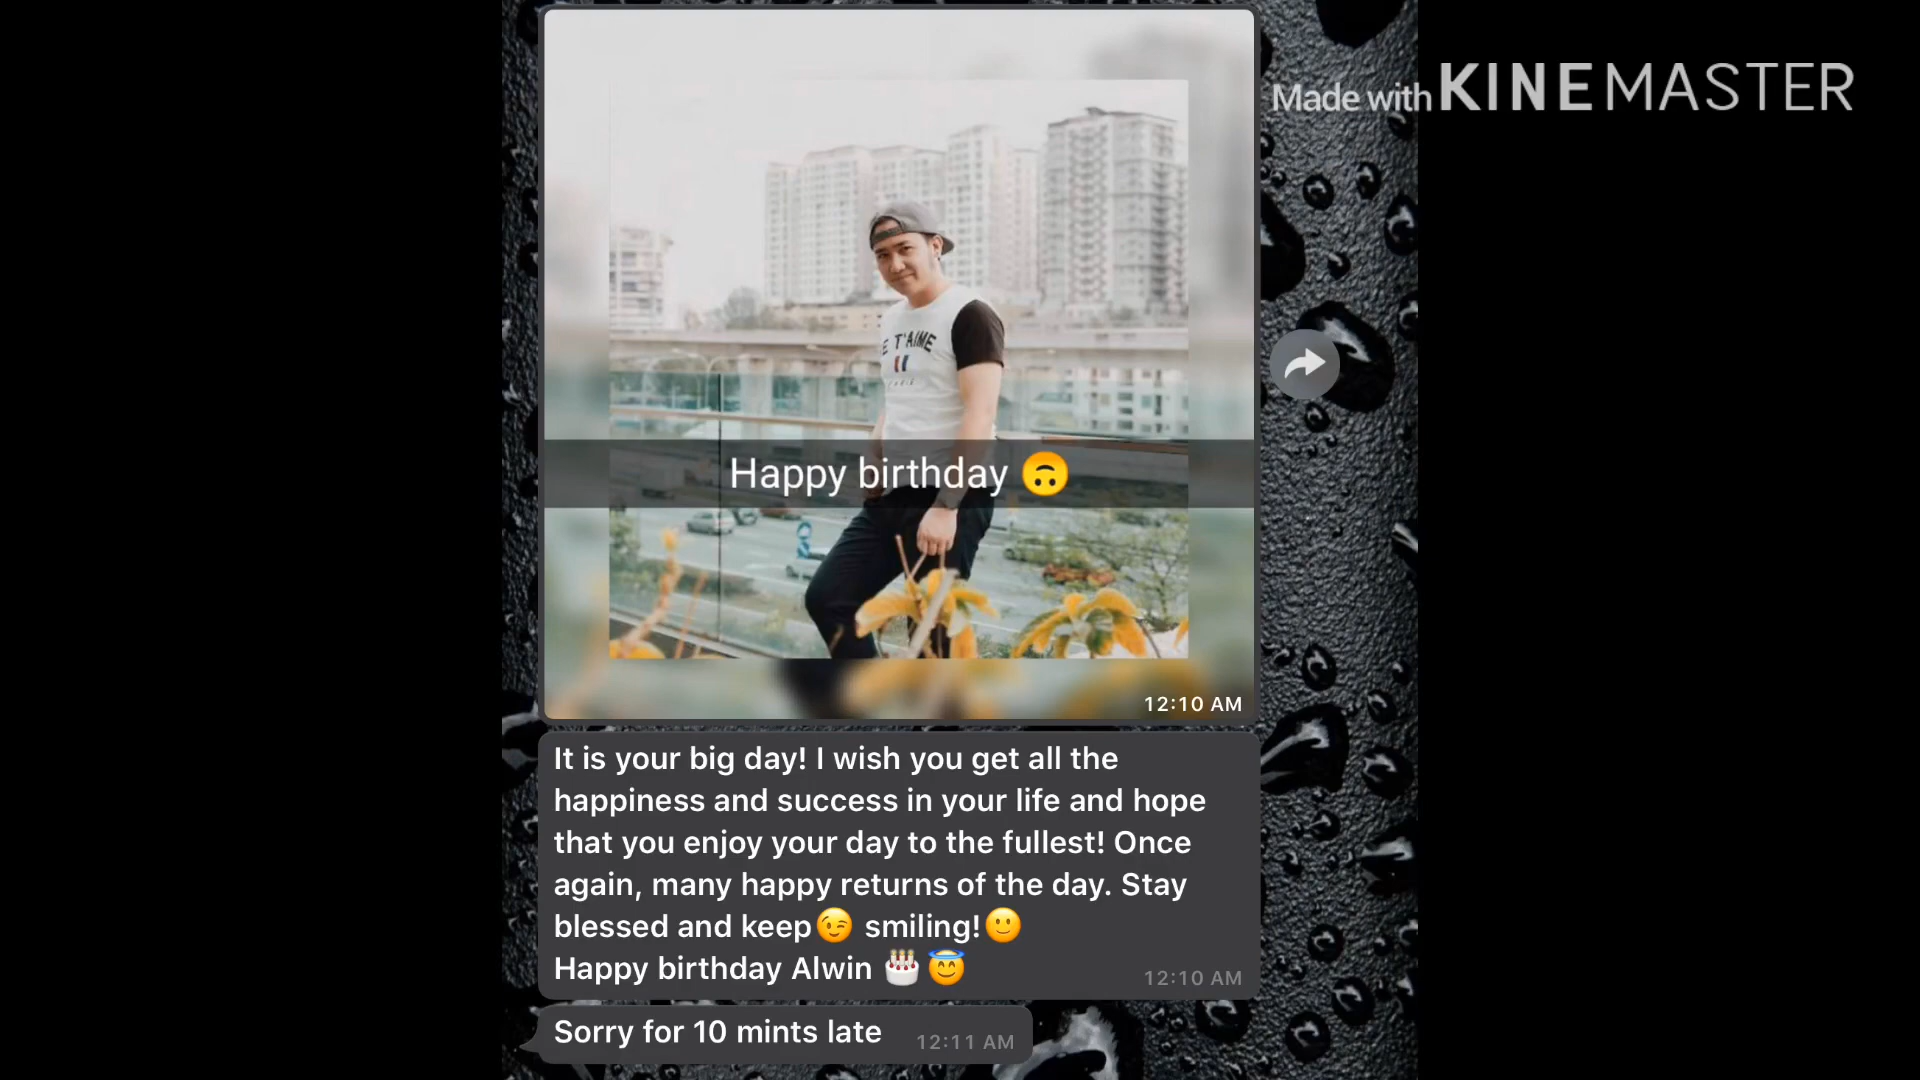 Made with KINEMASTER
E T'AIME
Happy birthday 🙃
12:10 AM
It is your big day! I wish you get all the
happiness and success in your life and hope
that you enjoy your day to the fullest! Once
again, many happy returns of the day. Stay
blessed and keep😉 smiling!🙂
Happy birthday Alwin 🎂😇
12:10 AM
Sorry for 10 mints late
12:11 AM